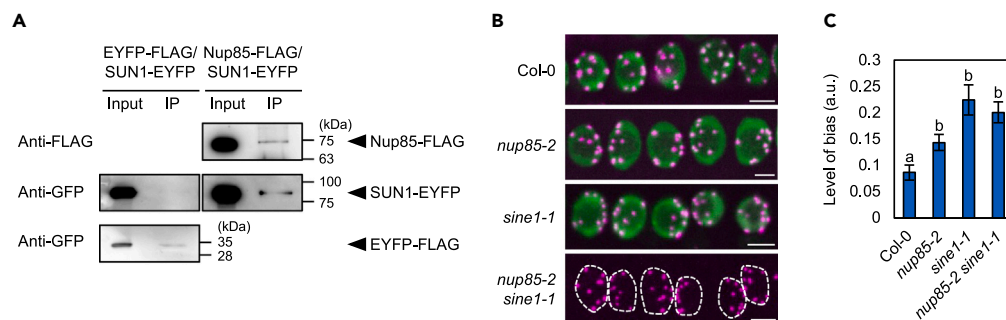 A
EYFP-FLAG/
SUN1-EYFP
Nup85-FLAG/
SUN1-EYFP
Input
IP
Input
IP
(kDa)
Anti-FLAG
75
63
Nup85-FLAG
Anti-GFP
100
75
SUN1-EYFP
(kDa)
Anti-GFP
35
28
EYFP-FLAG
B
Col-0
nup85-2
sine1-1
nup85-2
sine1-1
C
Level of bias (a.u.)
0.3
0.25
0.2
0.15
0.1
0.05
0
a
b
b
b
Col-0
nup85-2
sine1-1
nup85-2 sine1-1